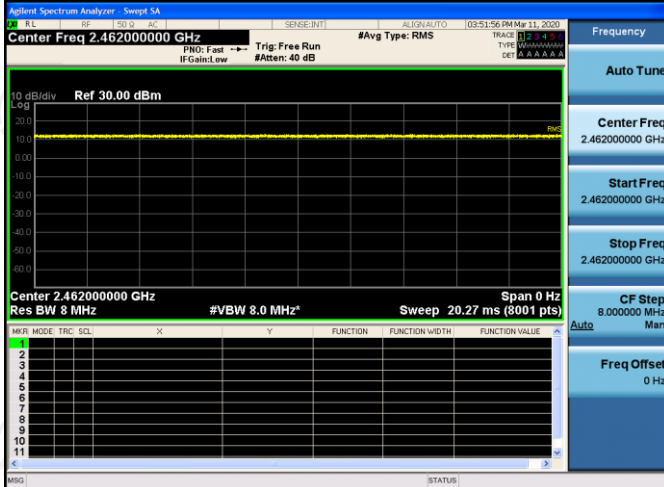 Agilent Spectrum Analyzer - Swept SA
RL RF 50 Ω AC SENSE:INT ALIGN AUTO 03:51:56 PM Mar 11, 2020
Center Freq 2.462000000 GHz
PNO: Fast
IFGain:Low
Trig: Free Run
#Atten: 40 dB
#Avg Type: RMS
TRACE 1 2 3 4 5 6
TYPE W
DET A A A A A A
10 dB/div
Log
Ref 30.00 dBm
20.0
10.0
0.00
-10.0
-20.0
-30.0
-40.0
-50.0
-60.0
RMS
Center 2.462000000 GHz Span 0 Hz
Res BW 8 MHz #VBW 8.0 MHz* Sweep 20.27 ms (8001 pts)
MKR MODE TRC SCL X Y FUNCTION FUNCTION WIDTH FUNCTION VALUE
1
2
3
4
5
6
7
8
9
10
11
MSG STATUS
Frequency
Auto Tune
Center Freq
2.462000000 GHz
Start Freq
2.462000000 GHz
Stop Freq
2.462000000 GHz
CF Step
8.000000 MHz
Auto Man
Freq Offset
0 Hz